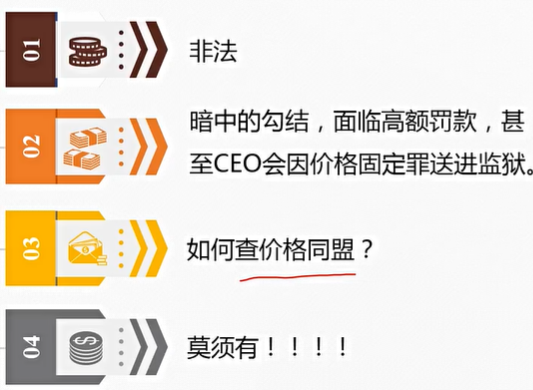 01
非法
02
暗中的勾结，面临高额罚款，甚
至CEO会因价格固定罪送进监狱。
03
如何查价格同盟？
04
莫须有！！！！